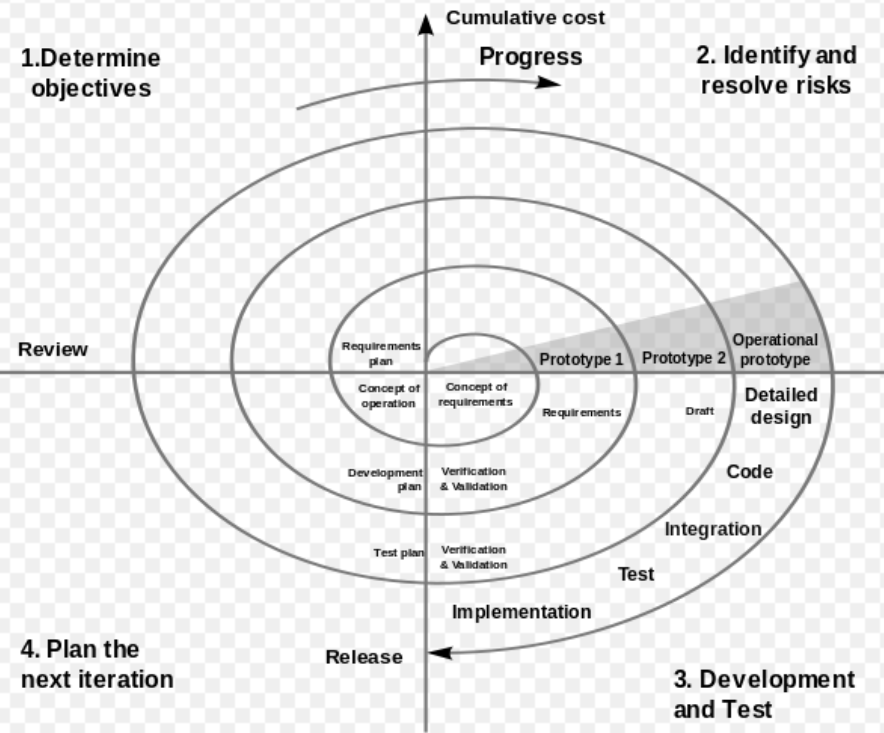 Cumulative cost
1.Determine
objectives
Progress
2. Identify and
resolve risks
Review
Requirements
plan
Prototype 1
Prototype 2
Operational
prototype
Concept of
operation
Concept of
requirements
Requirements
Draft
Detailed
design
Development
plan
Verification
& Validation
Code
Test plan
Verification
& Validation
Integration
Test
Implementation
Release
4. Plan the
next iteration
3. Development
and Test